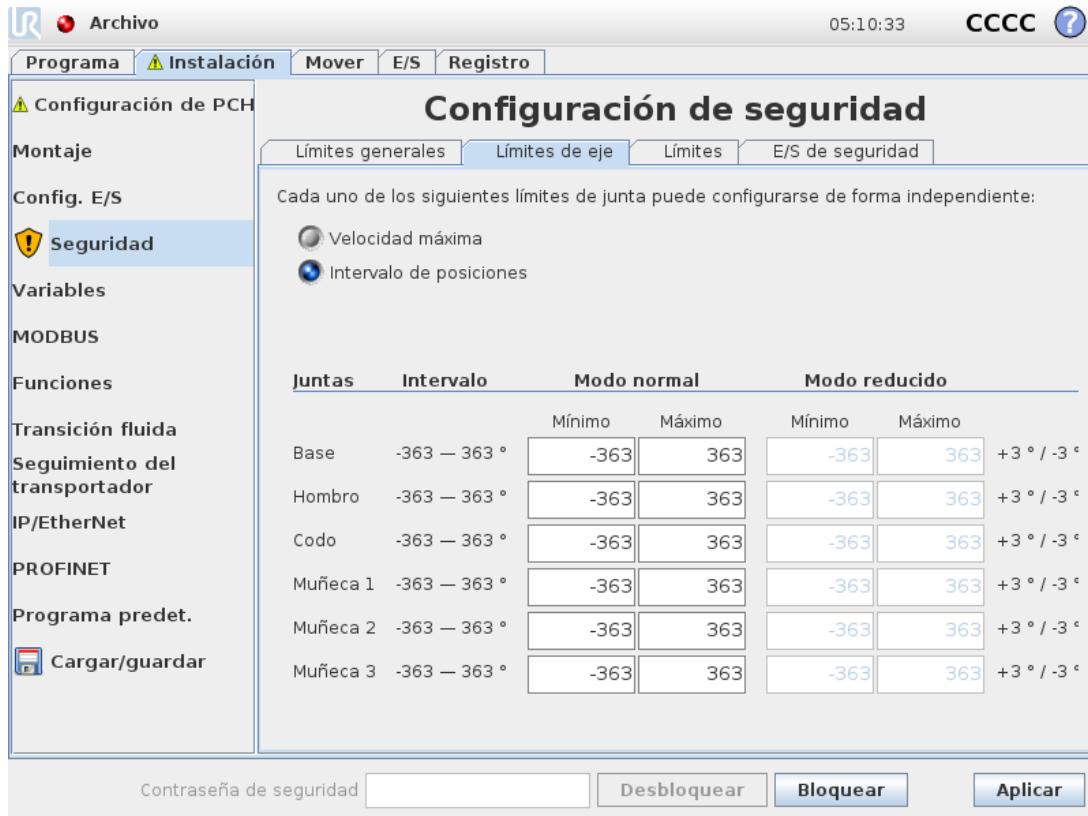 UR Archivo 05:10:33 CCCC ?
Programa Instalación Mover E/S Registro
Configuración de PCH
Montaje
Config. E/S
Seguridad
Variables
MODBUS
Funciones
Transición fluida
Seguimiento del
transportador
IP/EtherNet
PROFINET
Programa predet.
Cargar/guardar
Configuración de seguridad
Límites generales Límites de eje Límites E/S de seguridad
Cada uno de los siguientes límites de junta puede configurarse de forma independiente:
Velocidad máxima
Intervalo de posiciones
Juntas Intervalo Modo normal Modo reducido
Mínimo Máximo Mínimo Máximo
Base -363 — 363 ° -363 363 -363 363 +3 ° / -3 °
Hombro -363 — 363 ° -363 363 -363 363 +3 ° / -3 °
Codo -363 — 363 ° -363 363 -363 363 +3 ° / -3 °
Muñeca 1 -363 — 363 ° -363 363 -363 363 +3 ° / -3 °
Muñeca 2 -363 — 363 ° -363 363 -363 363 +3 ° / -3 °
Muñeca 3 -363 — 363 ° -363 363 -363 363 +3 ° / -3 °
Contraseña de seguridad Desbloquear Bloquear Aplicar